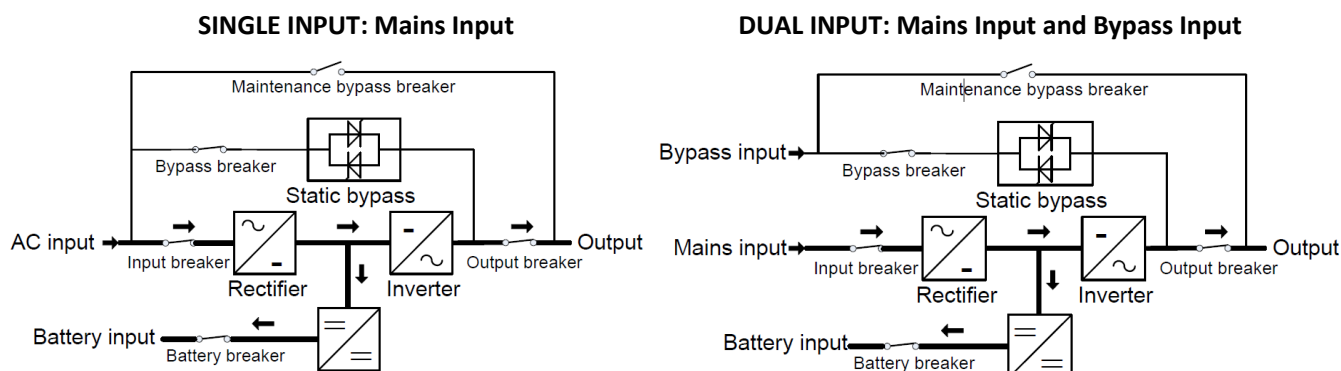 SINGLE INPUT: Mains Input
Maintenance bypass breaker
Bypass breaker
Static bypass
AC input
Input breaker
Output breaker
Output
Rectifier
Inverter
Battery input
Battery breaker
DUAL INPUT: Mains Input and Bypass Input
Maintenance bypass breaker
Bypass input
Bypass breaker
Static bypass
Mains input
Input breaker
Output breaker
Output
Rectifier
Inverter
Battery input
Battery breaker